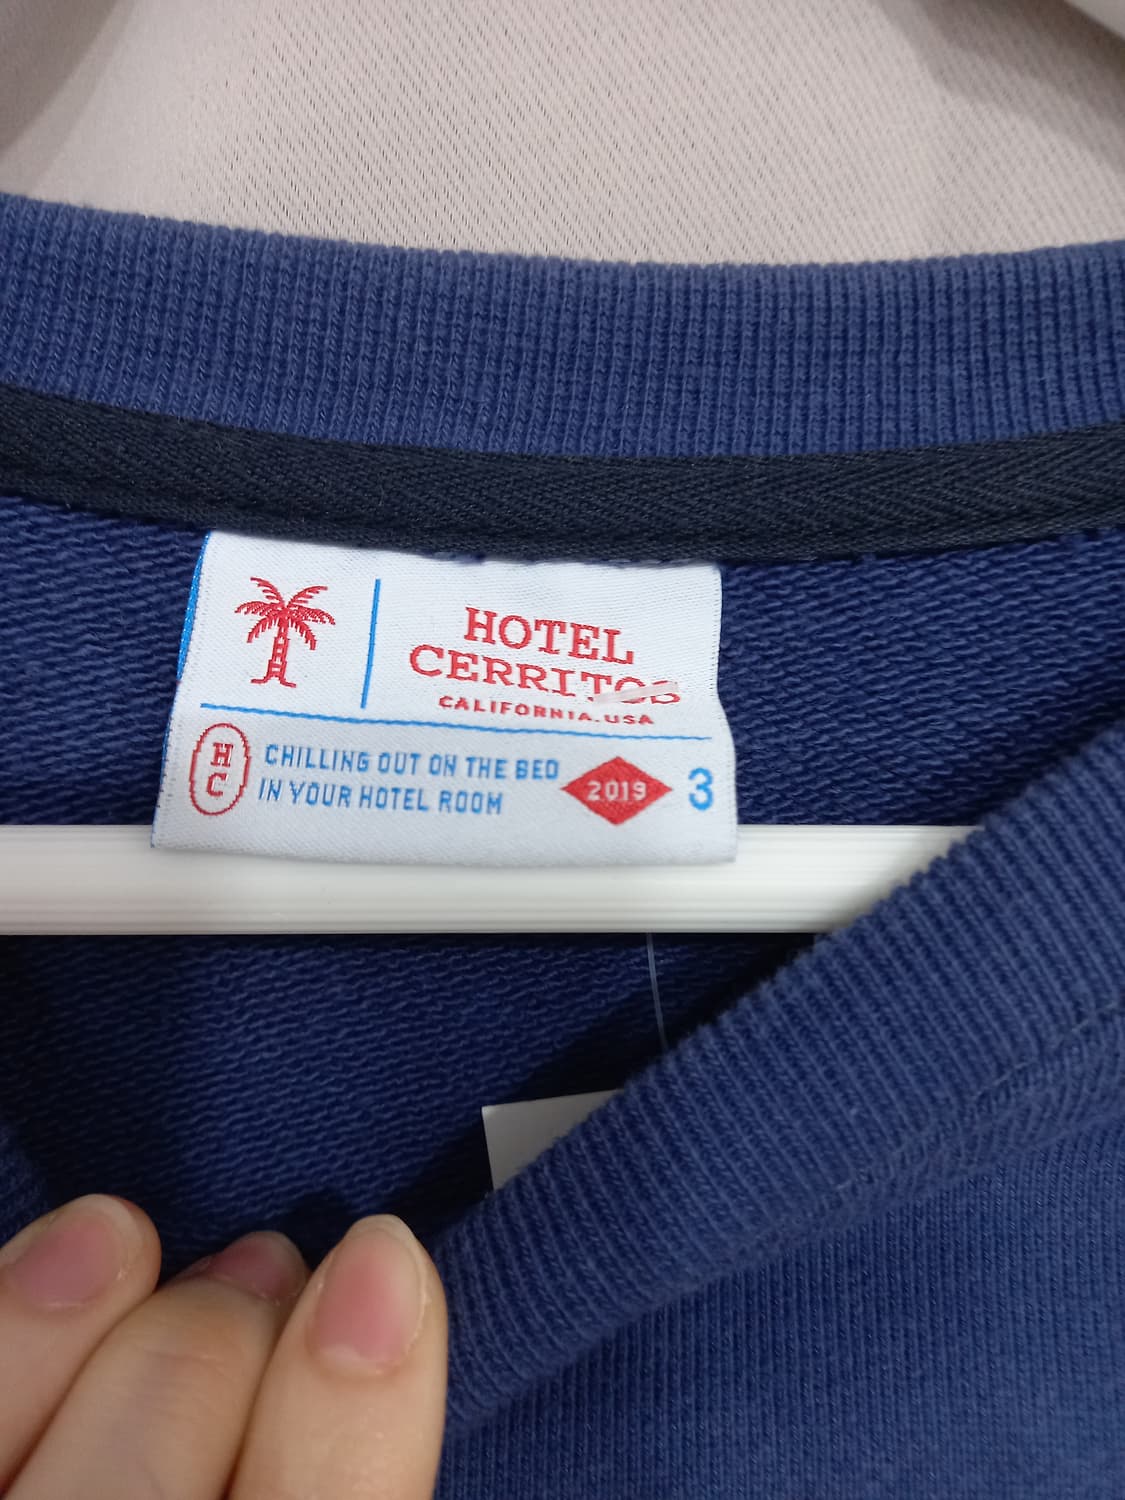 HOTEL
CERRITOS
CALIFORNIA.USA
H
C
CHILLING OUT ON THE BED
IN YOUR HOTEL ROOM
2019
3